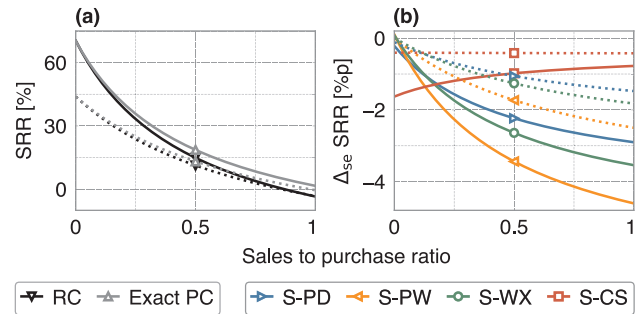 (a)
(b)
SRR [%]
60
30
0
0
0.5
1
Δse SRR [%p]
0
−2
−4
0
0.5
1
Sales to purchase ratio
RC
Exact PC
S-PD
S-PW
S-WX
S-CS